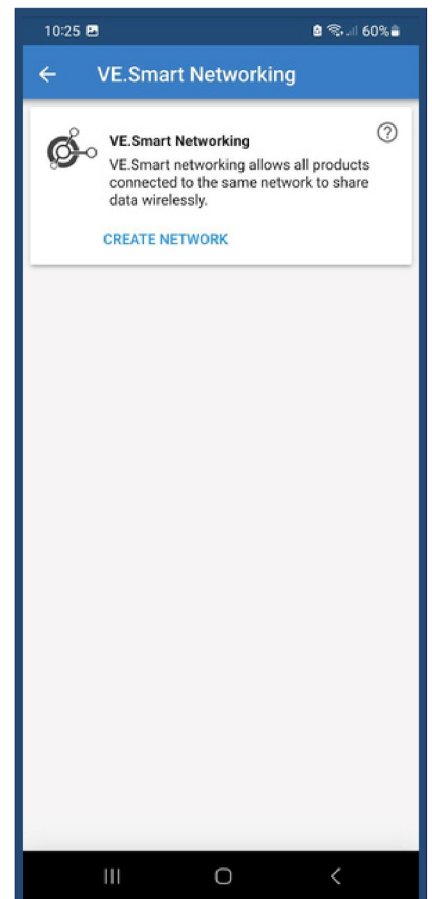 10:25
60%
VE.Smart Networking
VE.Smart Networking
VE.Smart networking allows all products
connected to the same network to share
data wirelessly.
CREATE NETWORK